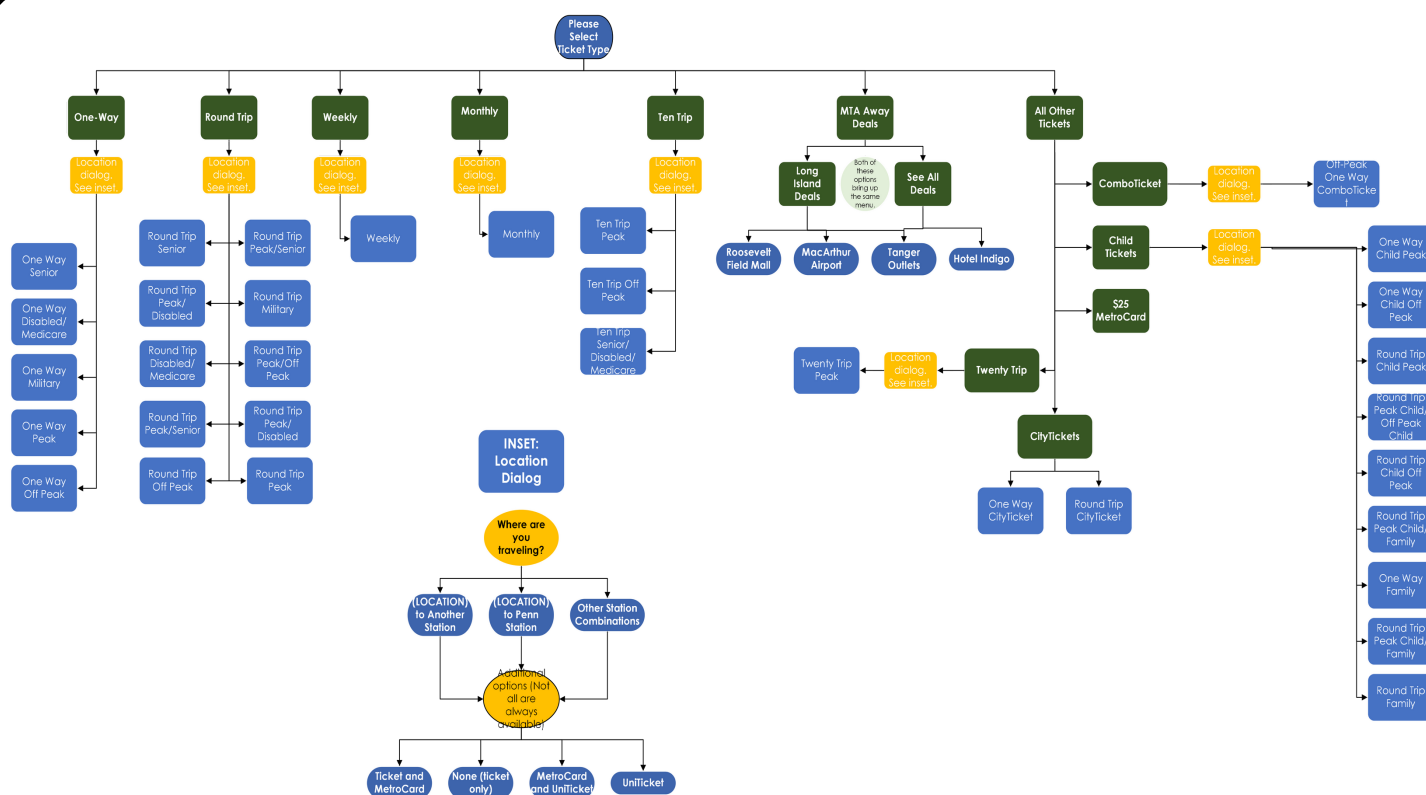 Please
Select
Ticket Type
One-Way
Round Trip
Weekly
Monthly
Ten Trip
MTA Away
Deals
All Other
Tickets
Location
dialog.
See inset.
Location
dialog.
See inset.
Location
dialog.
See inset.
Location
dialog.
See inset.
Location
dialog.
See inset.
Long
Island
Deals
Both of
these
options
bring up
the same
menu.
See All
Deals
ComboTicket
Location
dialog.
See inset.
Off-Peak
One Way
ComboTicke
t
One Way
Senior
One Way
Disabled/
Medicare
One Way
Military
One Way
Peak
One Way
Off Peak
Round Trip
Senior
Round Trip
Peak/Senior
Round Trip
Peak/
Disabled
Round Trip
Military
Round Trip
Disabled/
Medicare
Round Trip
Peak/Off
Peak
Round Trip
Peak/Senior
Round Trip
Peak/
Disabled
Round Trip
Off Peak
Round Trip
Peak
Weekly
Monthly
Ten Trip
Peak
Ten Trip Off
Peak
Ten Trip
Senior/
Disabled/
Medicare
Roosevelt
Field Mall
MacArthur
Airport
Tanger
Outlets
Hotel Indigo
Child
Tickets
Location
dialog.
See inset.
One Way
Child Peak
One Way
Child Off
Peak
Round Trip
Child Peak
Round Trip
Peak Child/
Off Peak
Child
Round Trip
Child Off
Peak
Round Trip
Peak Child/
Family
One Way
Family
Round Trip
Peak Child/
Family
Round Trip
Family
$25
MetroCard
Twenty Trip
Peak
Location
dialog.
See inset.
Twenty Trip
CityTickets
One Way
CityTicket
Round Trip
CityTicket
INSET:
Location
Dialog
Where are
you
traveling?
(LOCATION)
to Another
Station
(LOCATION)
to Penn
Station
Other Station
Combinations
Additional
options (Not
all are
always
available)
Ticket and
MetroCard
None (ticket
only)
MetroCard
and UniTicket
UniTicket